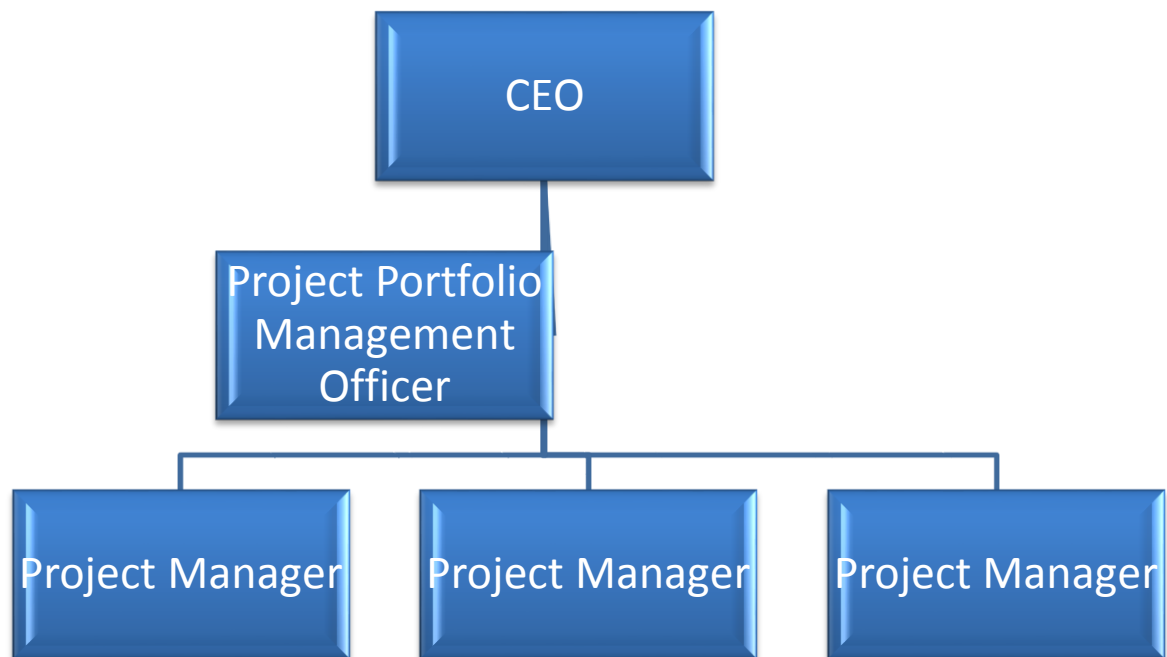 CEO
Project Portfolio
Management
Officer
Project Manager
Project Manager
Project Manager